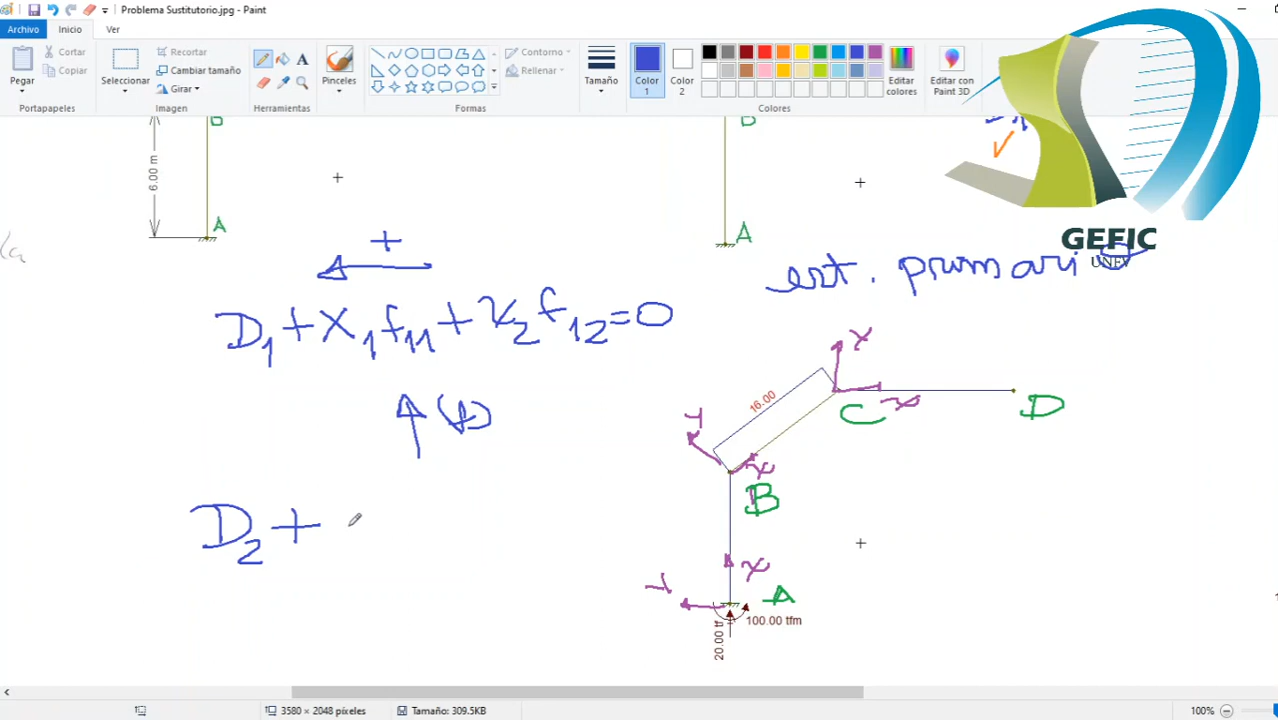 Problema Sustitutorio.jpg - Paint
Archivo Inicio Ver
Pegar
Cortar
Copiar
Portapapeles
Seleccionar
Recortar
Cambiar tamaño
Girar
Imagen
A
Herramientas
Pinceles
Contorno
Rellenar
Formas
Tamaño
Color 1
Color 2
Editar colores
Colores
Editar con Paint 3D
GEFIC
UNFV
6.00 m
A
A
+
est. primario
D1 + X1 f11 + X2 f12 = 0
(+)
D2 +
16.00
Y
X
C
X
D
Y
X
B
X
Y
A
20.00 tf
100.00 tfm
3580 × 2048 píxeles
Tamaño: 309.5KB
100%